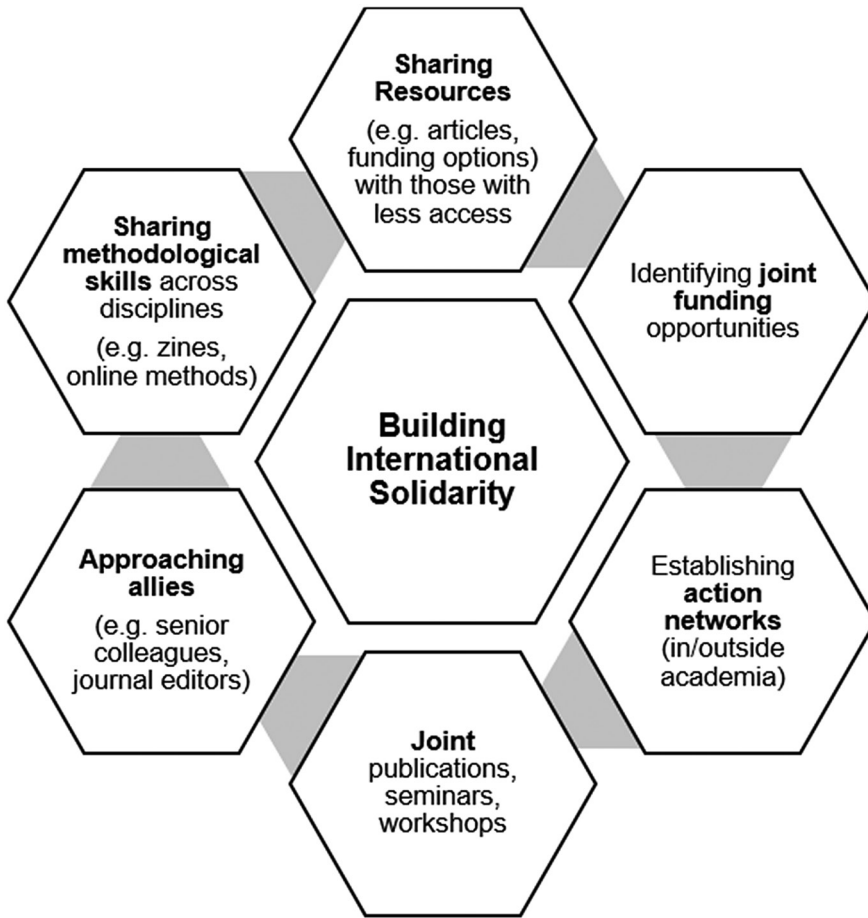 Sharing
Resources
(e.g. articles,
funding options)
with those with
less access
Identifying joint
funding
opportunities
Establishing
action
networks
(in/outside
academia)
Joint
publications,
seminars,
workshops
Approaching
allies
(e.g. senior
colleagues,
journal editors)
Sharing
methodological
skills across
disciplines
(e.g. zines,
online methods)
Building
International
Solidarity